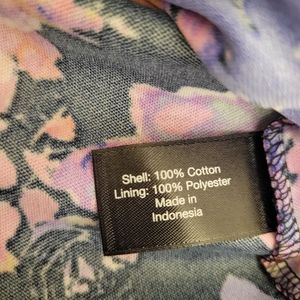 Shell: 100% Cotton
Lining: 100% Polyester
Made in
Indonesia